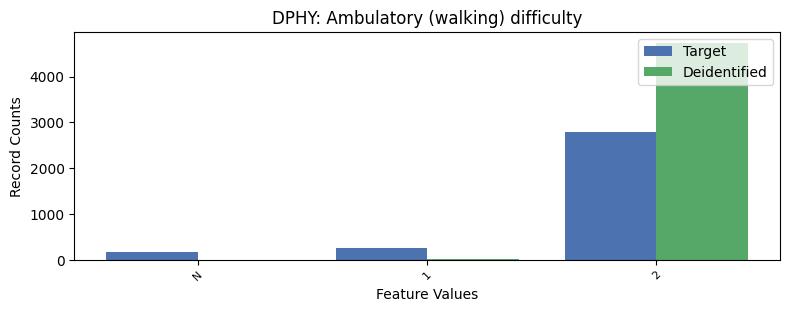 DPHY: Ambulatory (walking) difficulty
Target
Deidentified
4000
3000
2000
1000
0
Record Counts
N
1
2
Feature Values